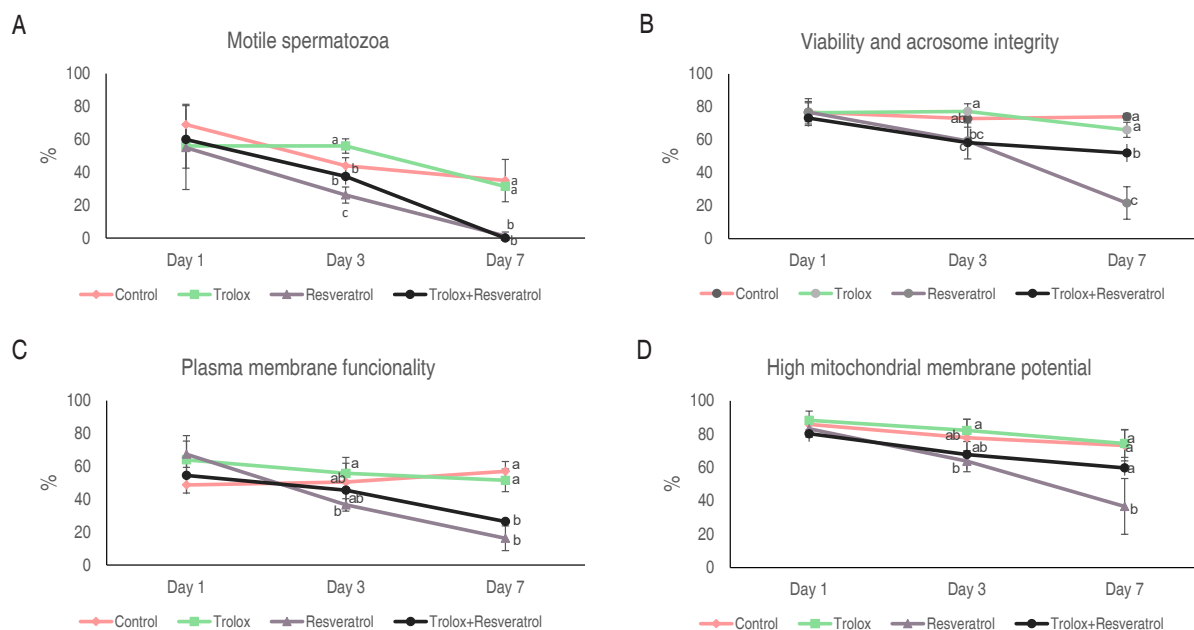 A
Motile spermatozoa
100
80
60
40
20
0
%
a
b
b
c
a
a
b
b
Day 1 Day 3 Day 7
Control Trolox Resveratrol Trolox+Resveratrol
B
Viability and acrosome integrity
100
80
60
40
20
0
%
a
ab
bc
c
a
a
b
c
Day 1 Day 3 Day 7
Control Trolox Resveratrol Trolox+Resveratrol
C
Plasma membrane funcionality
100
80
60
40
20
0
%
a
ab
ab
b
a
a
b
b
Day 1 Day 3 Day 7
Control Trolox Resveratrol Trolox+Resveratrol
D
High mitochondrial membrane potential
100
80
60
40
20
0
%
a
ab
ab
b
a
a
a
b
Day 1 Day 3 Day 7
Control Trolox Resveratrol Trolox+Resveratrol